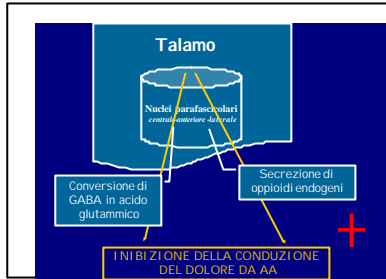 Talamo
Nuclei parafascicolari
centrale-anteriore -laterale
Conversione di
GABA in acido
glutammico
Secrezione di
oppioidi endogeni
INIBIZIONE DELLA CONDUZIONE
DEL DOLORE DA AA